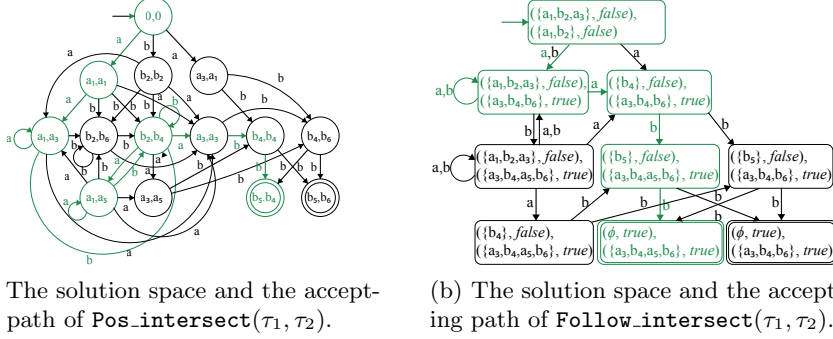 0,0
a b a
a a₁,a₁ b₂,b₂ a₃,a₁ b
a b b b a b b
a a₁,a₃ b b₂,b₆ b b₂,b₄ a a₃,a₃ b b₄,b₄ b₄,b₆
a a₁,a₅ a a₃,a₅ b b₅,b₄ b₅,b₆
b
a
The solution space and the accept-
path of Pos_intersect(τ₁, τ₂).
({a₁,b₂,a₃}, false),
({a₁,b₂}, false)
a,b a
a,b ({a₁,b₂,a₃}, false), a ({b₄}, false),
({a₃,b₄,b₆}, true) ({a₃,b₄,b₆}, true)
b a,b a b b
a,b ({a₁,b₂,a₃}, false), ({b₅}, false), ({b₅}, false),
({a₃,b₄,a₅,b₆}, true) ({a₃,b₄,a₅,b₆}, true) ({a₃,b₄,b₆}, true)
a b b b b b
({b₄}, false), (ϕ, true), (ϕ, true),
({a₃,b₄,a₅,b₆}, true) ({a₃,b₄,a₅,b₆}, true) ({a₃,b₄,b₆}, true)
(b) The solution space and the accept-
ing path of Follow_intersect(τ₁, τ₂).